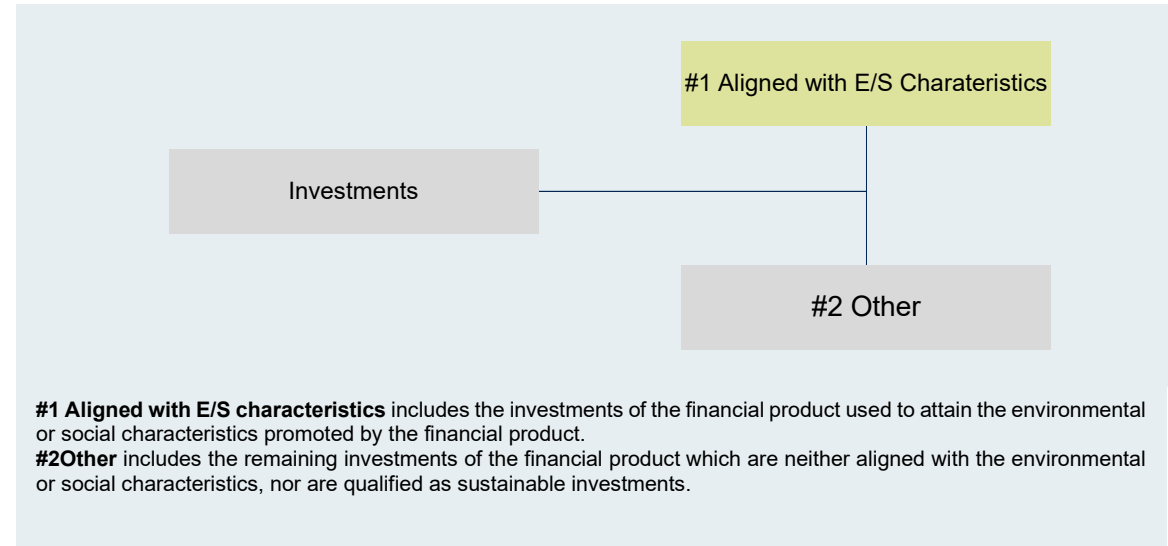 #1 Aligned with E/S Charateristics
Investments
#2 Other
#1 Aligned with E/S characteristics includes the investments of the financial product used to attain the environmental
or social characteristics promoted by the financial product.
#2Other includes the remaining investments of the financial product which are neither aligned with the environmental
or social characteristics, nor are qualified as sustainable investments.